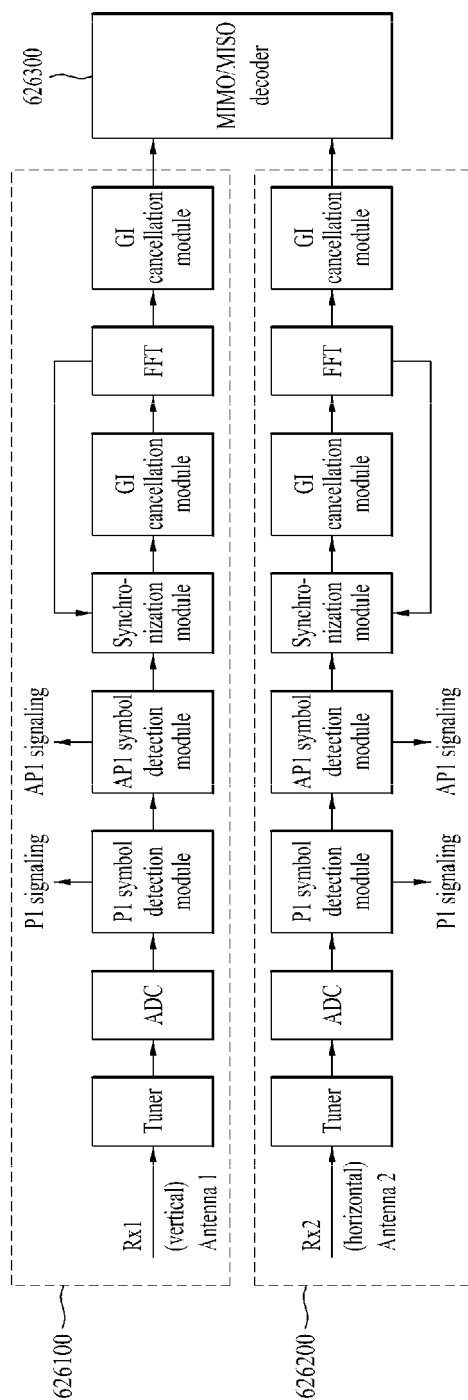 626100
Rx1
(vertical)
Antenna 1
Tuner
ADC
P1 symbol
detection
module
P1 signaling
AP1 symbol
detection
module
AP1 signaling
Synchro-
nization
module
GI
cancellation
module
FFT
GI
cancellation
module
626300
MIMO/MISO
decoder
626200
Rx2
(horizontal)
Antenna 2
Tuner
ADC
P1 symbol
detection
module
P1 signaling
AP1 symbol
detection
module
AP1 signaling
Synchro-
nization
module
GI
cancellation
module
FFT
GI
cancellation
module